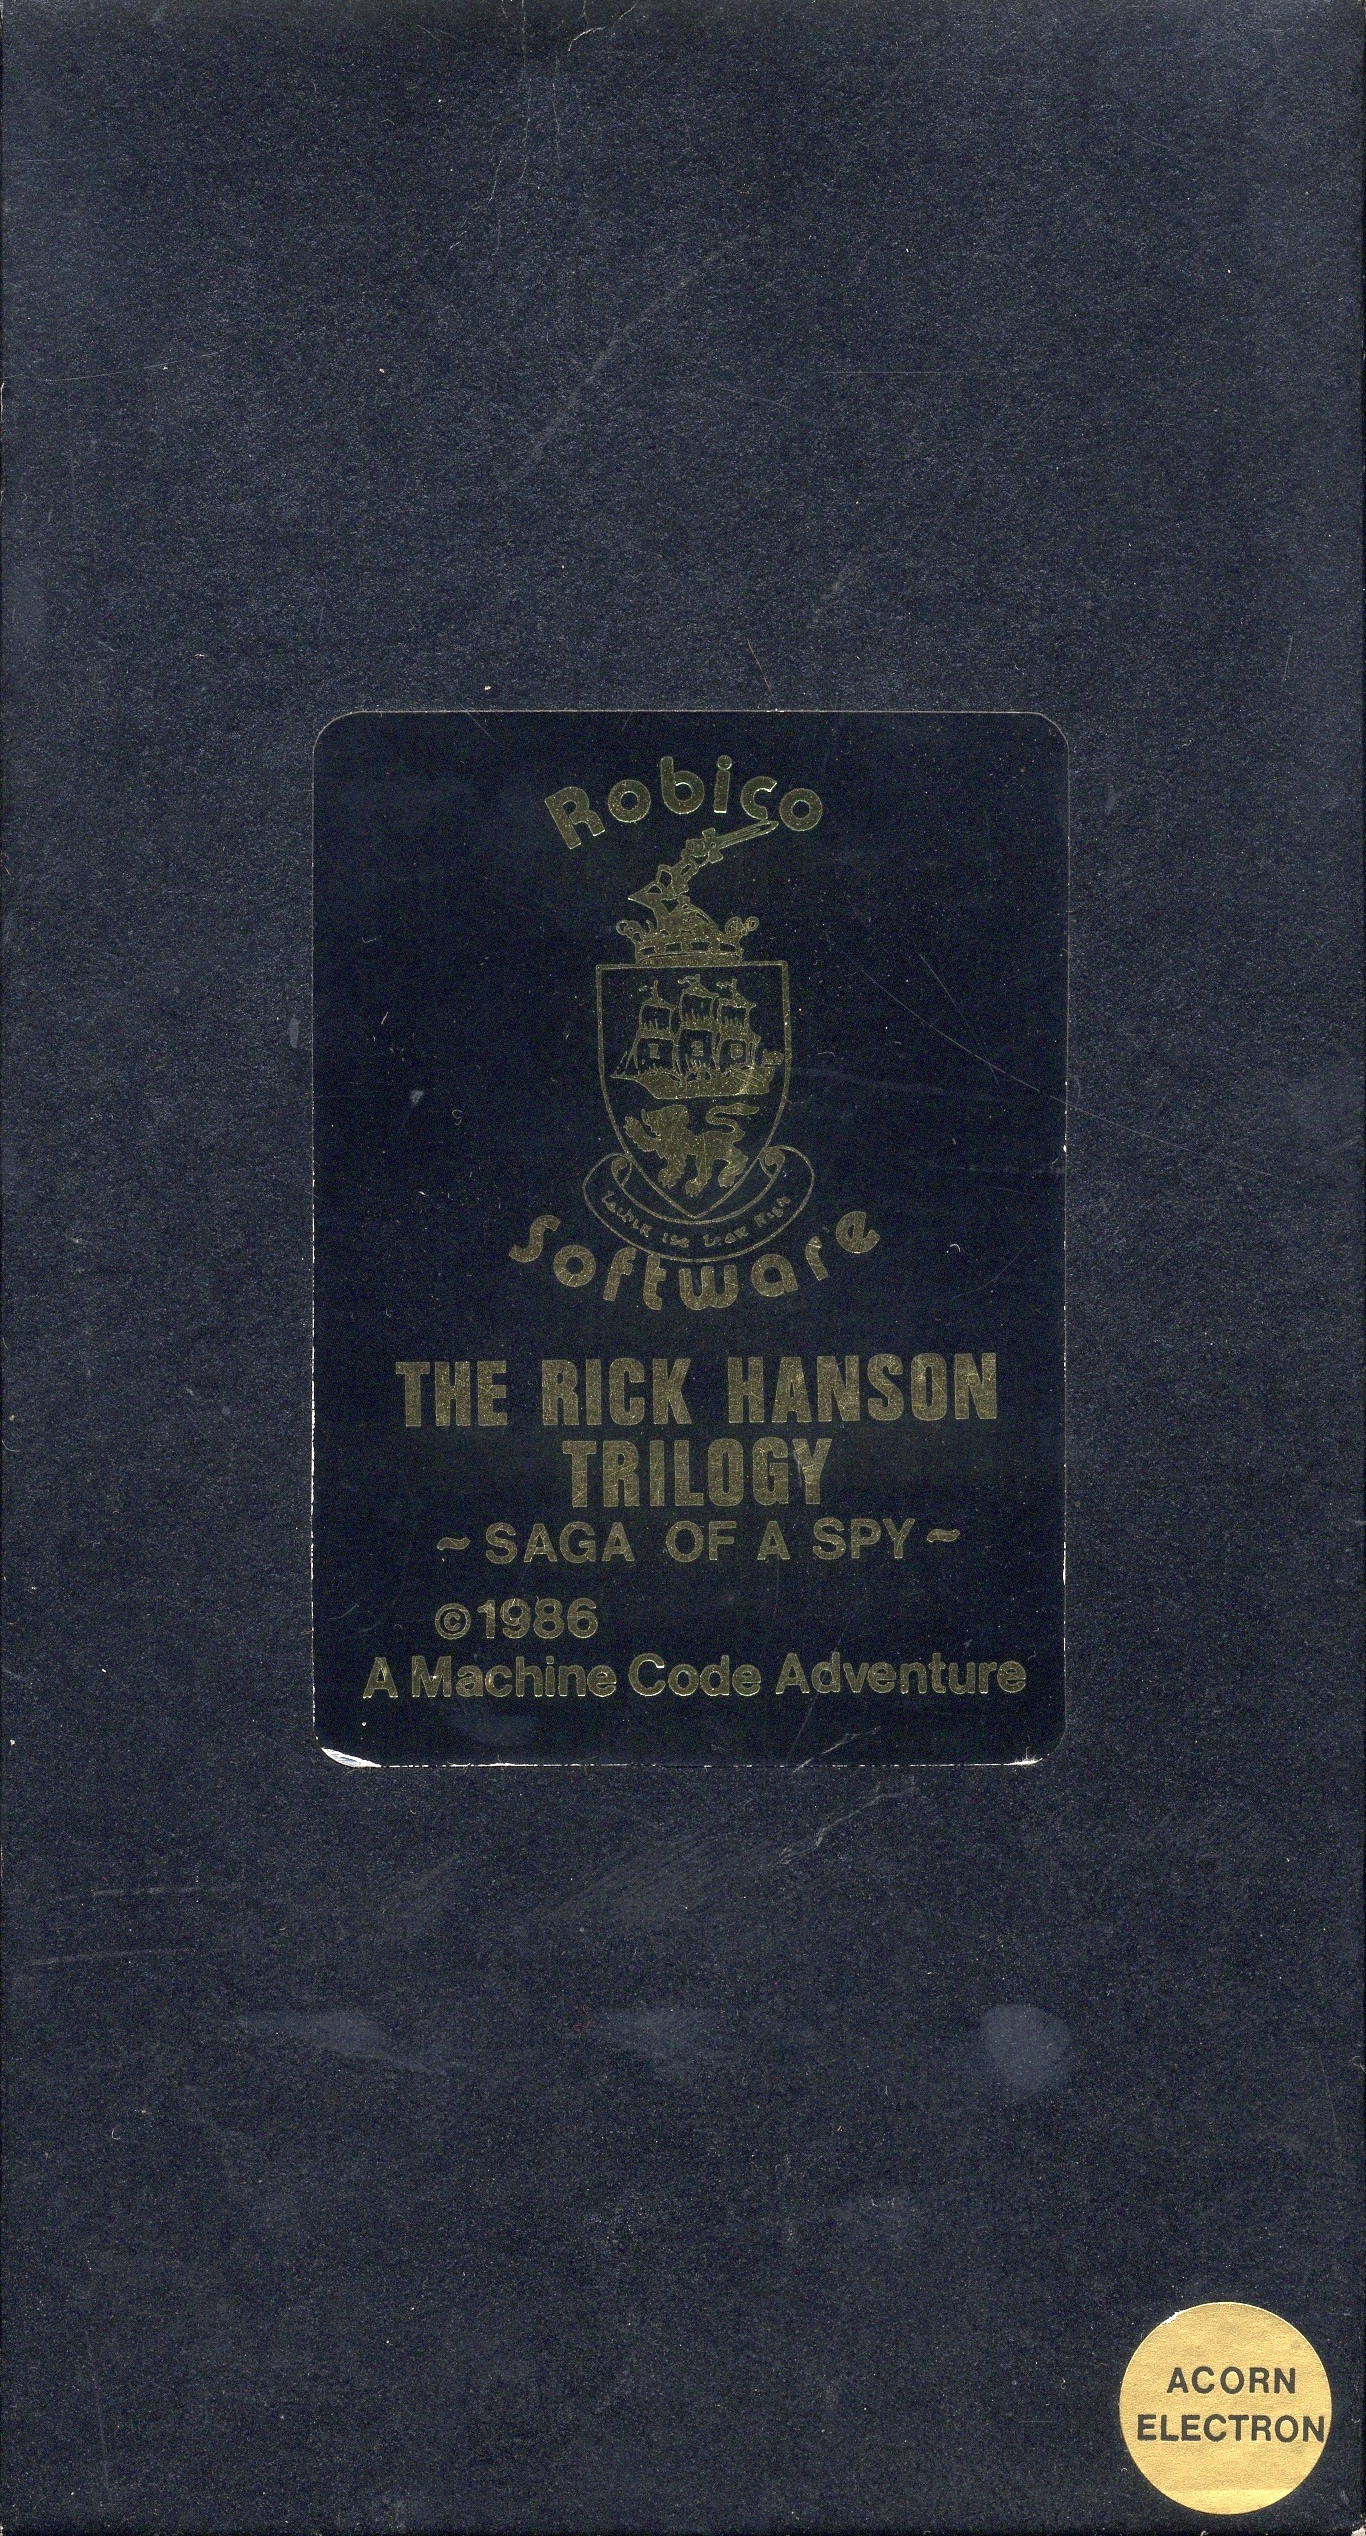 Robico
Software
THE RICK HANSON
TRILOGY
~ SAGA OF A SPY ~
©1986
A Machine Code Adventure
ACORN
ELECTRON